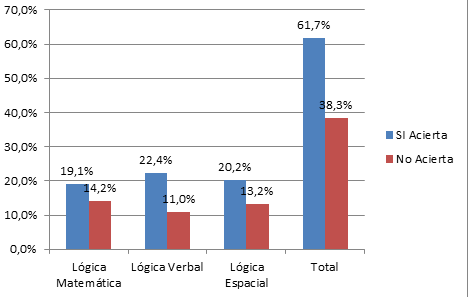 70,0%
60,0%
50,0%
40,0%
30,0%
20,0%
10,0%
0,0%
19,1%
14,2%
22,4%
11,0%
20,2%
13,2%
61,7%
38,3%
Lógica
Matemática
Lógica Verbal
Lógica
Espacial
Total
SI Acierta
No Acierta